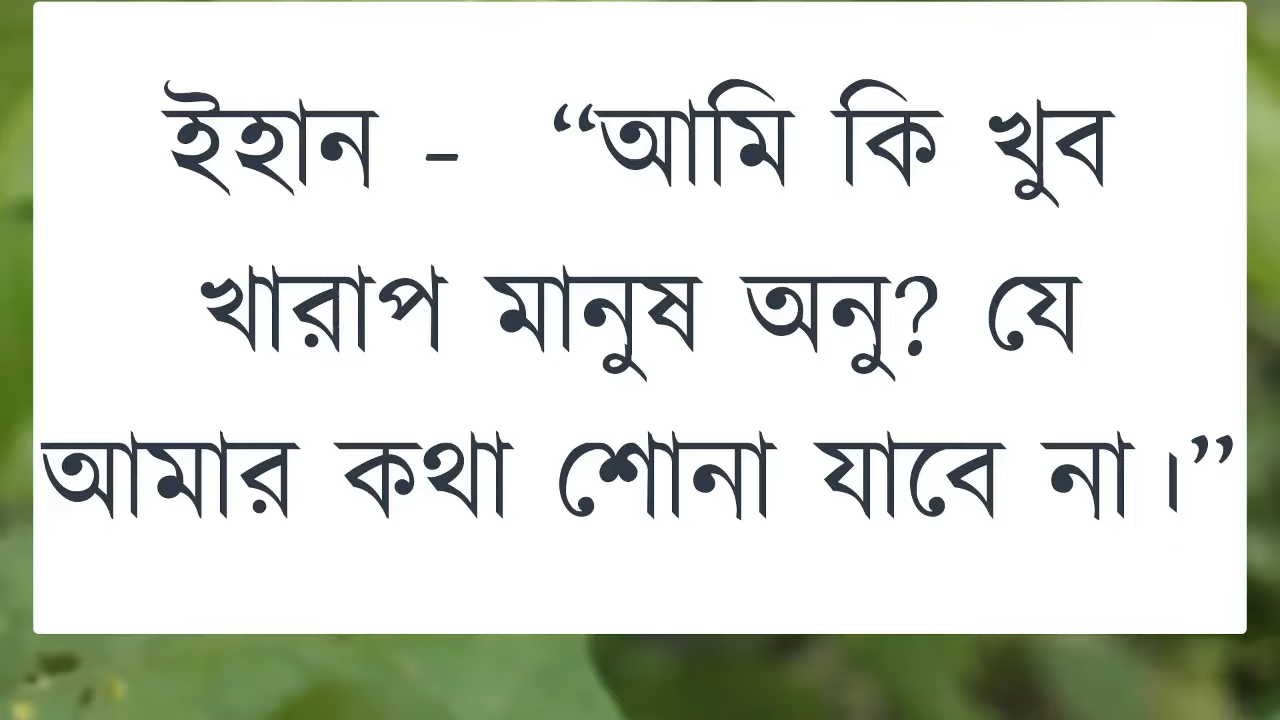 ইহান - “আমি কি খুব
খারাপ মানুষ অনু? যে
আমার কথা শোনা যাবে না।”